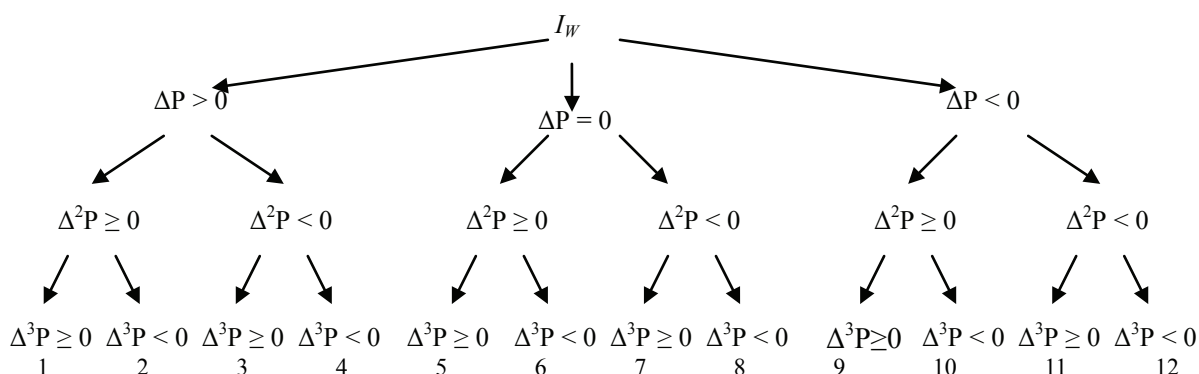 I_W
ΔP > 0 ΔP = 0 ΔP < 0
Δ²P ≥ 0 Δ²P < 0 Δ²P ≥ 0 Δ²P < 0 Δ²P ≥ 0 Δ²P < 0
Δ³P ≥ 0 Δ³P < 0 Δ³P ≥ 0 Δ³P < 0 Δ³P ≥ 0 Δ³P < 0 Δ³P ≥ 0 Δ³P < 0 Δ³P≥0 Δ³P < 0 Δ³P ≥ 0 Δ³P < 0
1 2 3 4 5 6 7 8 9 10 11 12